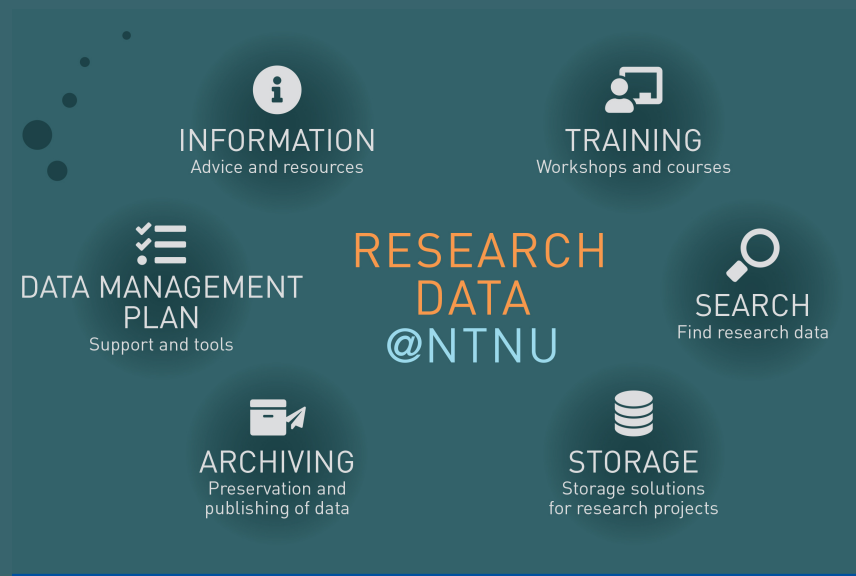 INFORMATION
Advice and resources
TRAINING
Workshops and courses
DATA MANAGEMENT
PLAN
Support and tools
RESEARCH
DATA
@NTNU
SEARCH
Find research data
ARCHIVING
Preservation and
publishing of data
STORAGE
Storage solutions
for research projects